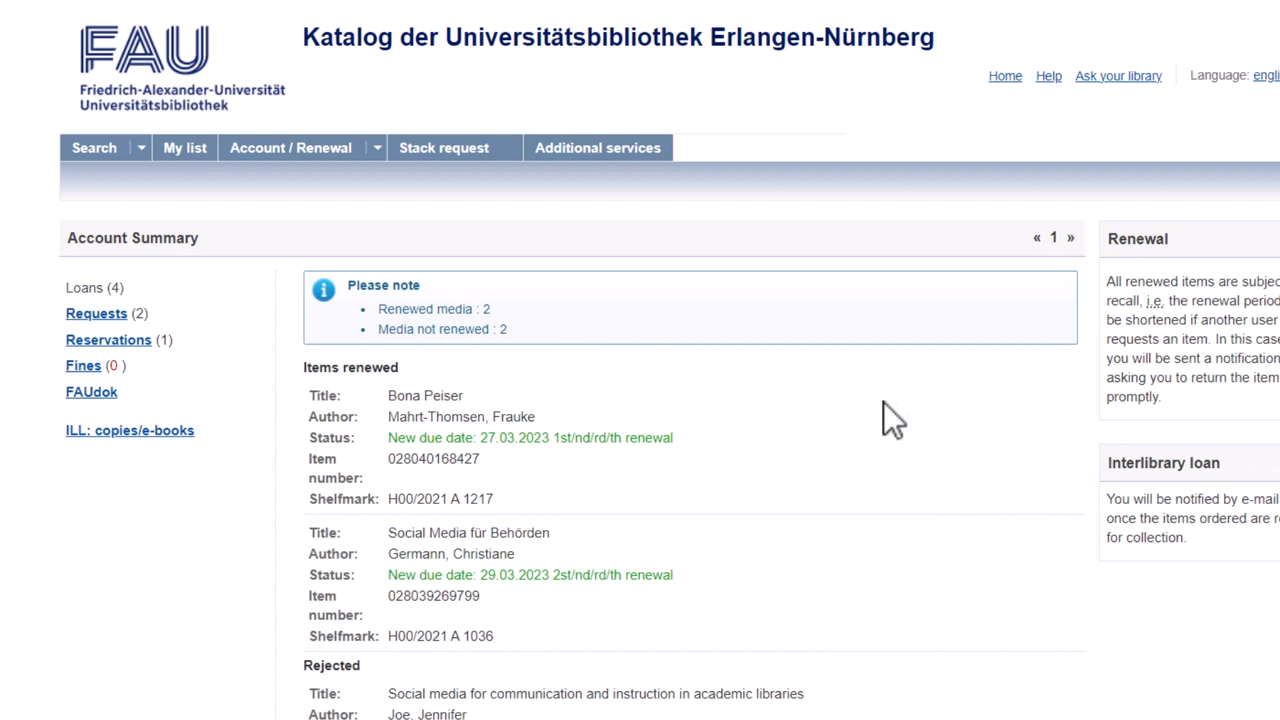 FAU
Friedrich-Alexander-Universität
Universitätsbibliothek
Katalog der Universitätsbibliothek Erlangen-Nürnberg
Home Help Ask your library Language: engli
Search My list Account / Renewal Stack request Additional services
Account Summary « 1 »
Loans (4)
Requests (2)
Reservations (1)
Fines (0 )
FAUdok
ILL: copies/e-books
Please note
• Renewed media : 2
• Media not renewed : 2
Items renewed
Title: Bona Peiser
Author: Mahrt-Thomsen, Frauke
Status: New due date: 27.03.2023 1st/nd/rd/th renewal
Item 028040168427
number:
Shelfmark: H00/2021 A 1217
Title: Social Media für Behörden
Author: Germann, Christiane
Status: New due date: 29.03.2023 2st/nd/rd/th renewal
Item 028039269799
number:
Shelfmark: H00/2021 A 1036
Rejected
Title: Social media for communication and instruction in academic libraries
Author: Joe, Jennifer
Renewal
All renewed items are subjec
recall, i.e. the renewal period
be shortened if another user
requests an item. In this case
you will be sent a notification
asking you to return the item
promptly.
Interlibrary loan
You will be notified by e-mail
once the items ordered are r
for collection.